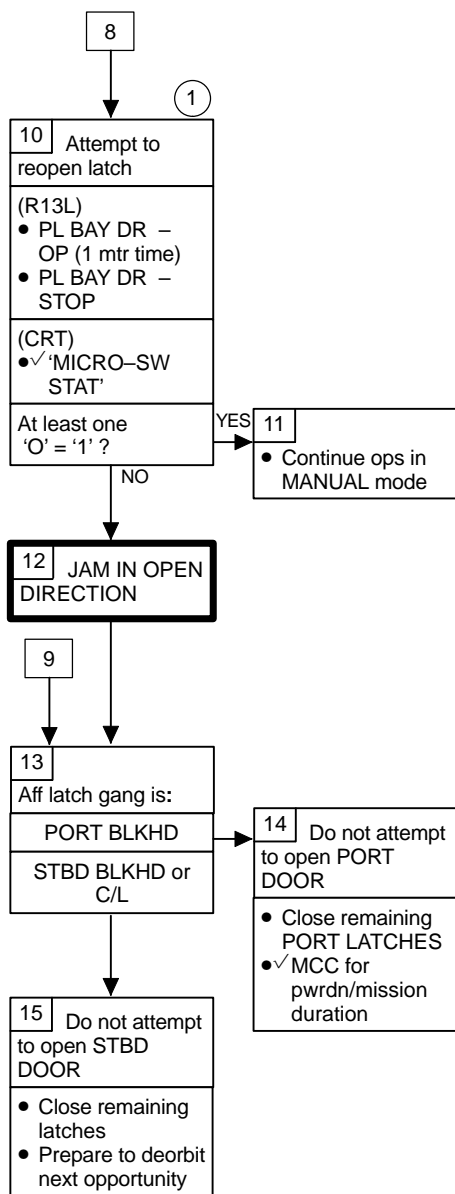 8
1
10 Attempt to
reopen latch
(R13L)
● PL BAY DR –
OP (1 mtr time)
● PL BAY DR –
STOP
(CRT)
●√ ‘MICRO–SW
STAT’
At least one
‘O’ = ‘1’ ?
YES
NO
11
● Continue ops in
MANUAL mode
12 JAM IN OPEN
DIRECTION
9
13
Aff latch gang is:
PORT BLKHD
STBD BLKHD or
C/L
14 Do not attempt
to open PORT
DOOR
● Close remaining
PORT LATCHES
●√ MCC for
pwrdn/mission
duration
15 Do not attempt
to open STBD
DOOR
● Close remaining
latches
● Prepare to deorbit
next opportunity